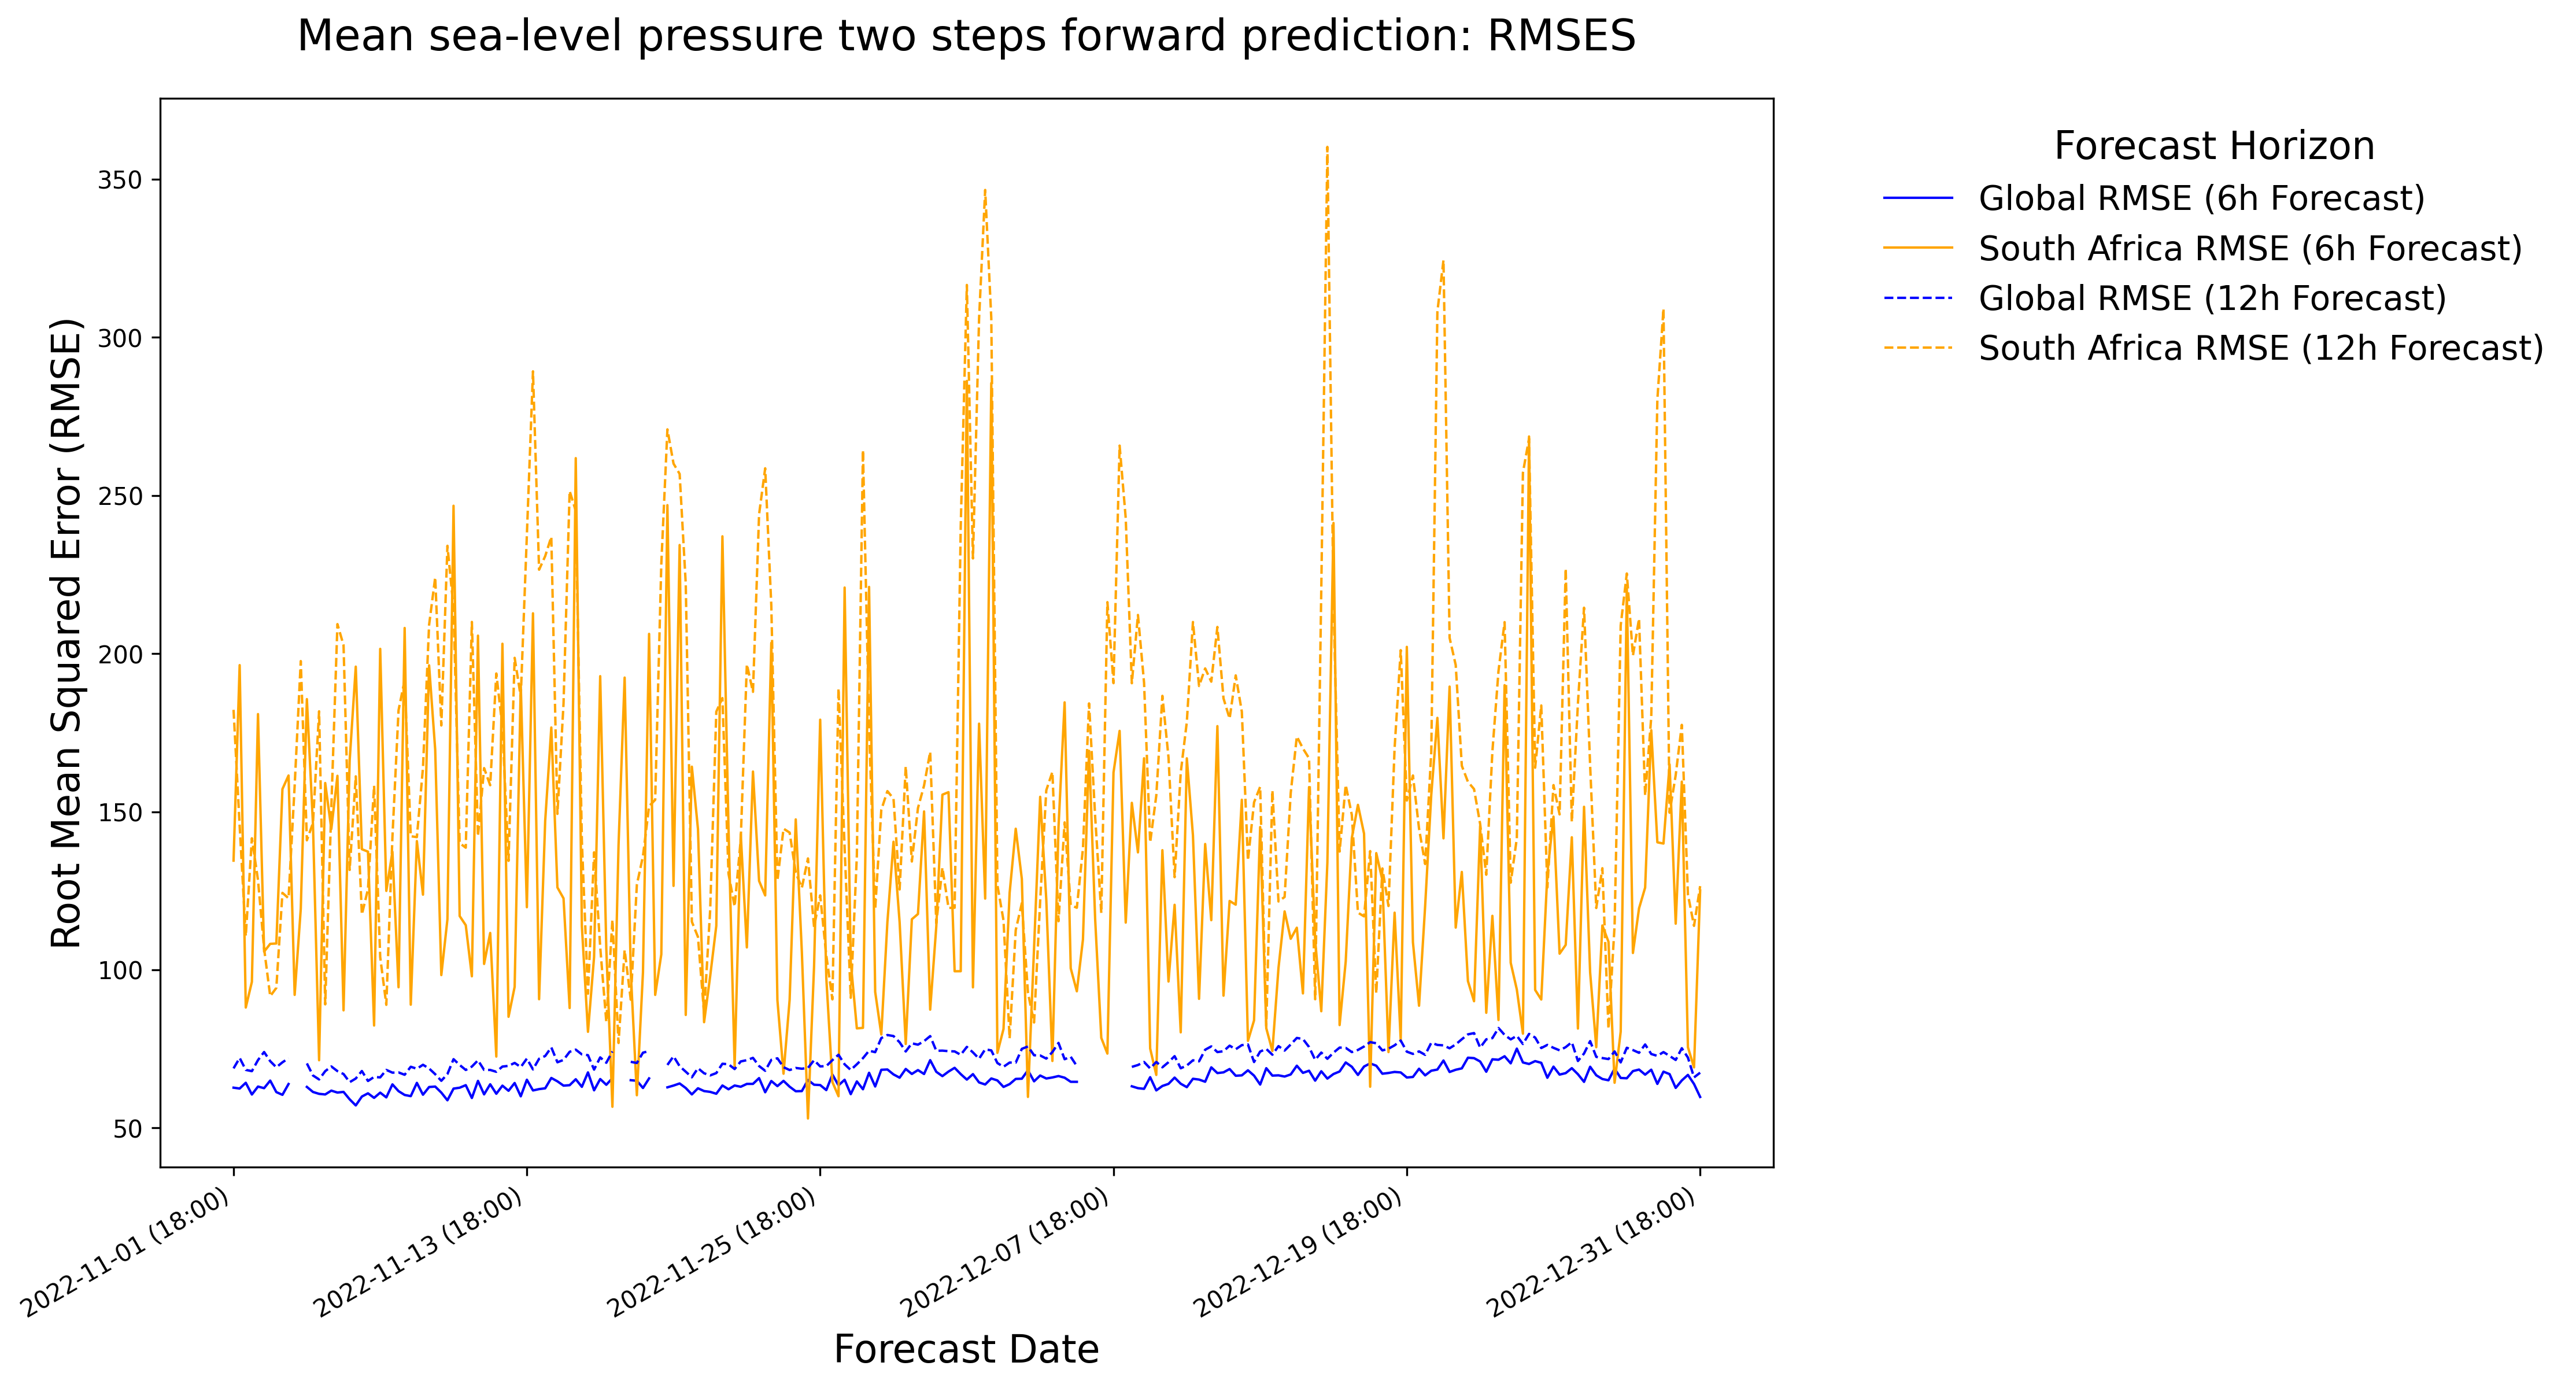 Mean sea-level pressure two steps forward prediction: RMSES
Root Mean Squared Error (RMSE)
350
300
250
200
150
100
50
2022-11-01 (18:00)
2022-11-13 (18:00)
2022-11-25 (18:00)
2022-12-07 (18:00)
2022-12-19 (18:00)
2022-12-31 (18:00)
Forecast Date
Forecast Horizon
Global RMSE (6h Forecast)
South Africa RMSE (6h Forecast)
Global RMSE (12h Forecast)
South Africa RMSE (12h Forecast)